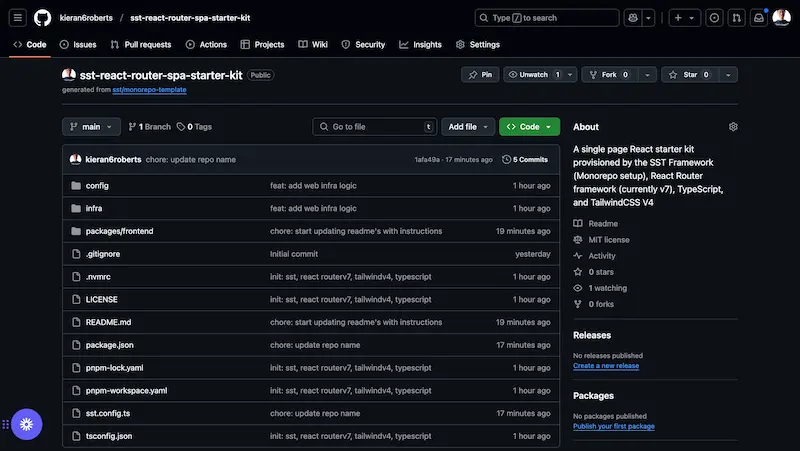 kieran6roberts / sst-react-router-spa-starter-kit
Type / to search
Code
Issues
Pull requests
Actions
Projects
Wiki
Security
Insights
Settings
sst-react-router-spa-starter-kit Public
generated from sst/monorepo-template
Pin
Unwatch 1
Fork 0
Star 0
main
1 Branch
0 Tags
Go to file t
Add file
Code
kieran6roberts chore: update repo name 1afa49a · 17 minutes ago 5 Commits
config feat: add web infra logic 1 hour ago
infra feat: add web infra logic 1 hour ago
packages/frontend chore: start updating readme's with instructions 19 minutes ago
.gitignore Initial commit yesterday
.nvmrc init: sst, react routerv7, tailwindv4, typescript 1 hour ago
LICENSE init: sst, react routerv7, tailwindv4, typescript 1 hour ago
README.md chore: start updating readme's with instructions 19 minutes ago
package.json chore: update repo name 17 minutes ago
pnpm-lock.yaml init: sst, react routerv7, tailwindv4, typescript 1 hour ago
pnpm-workspace.yaml init: sst, react routerv7, tailwindv4, typescript 1 hour ago
sst.config.ts chore: update repo name 17 minutes ago
tsconfig.json init: sst, react routerv7, tailwindv4, typescript 1 hour ago
About
A single page React starter kit
provisioned by the SST Framework
(Monorepo setup), React Router
framework (currently v7), TypeScript,
and TailwindCSS V4
Readme
MIT license
Activity
0 stars
1 watching
0 forks
Releases
No releases published
Create a new release
Packages
No packages published
Publish your first package